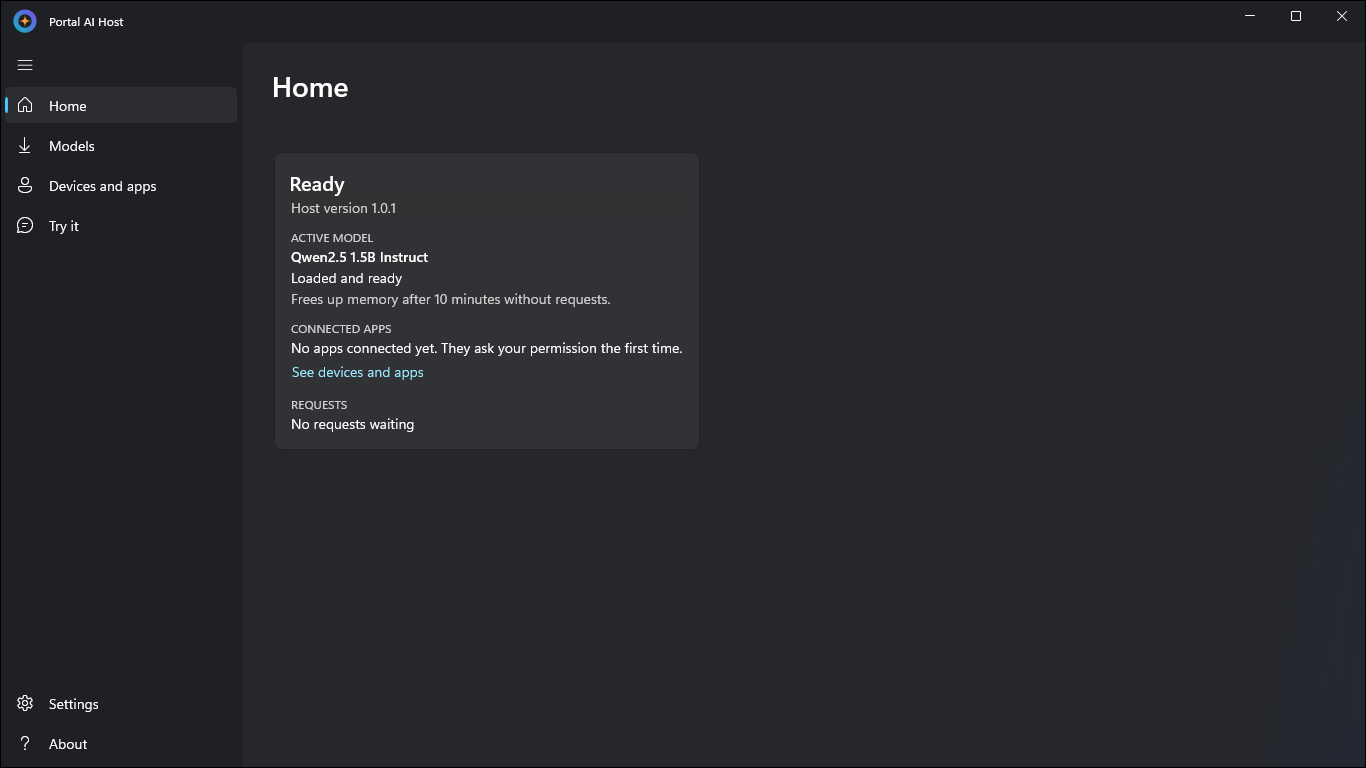 Portal AI Host
Home
Models
Devices and apps
Try it
Settings
About
Home
Ready
Host version 1.0.1
ACTIVE MODEL
Qwen2.5 1.5B Instruct
Loaded and ready
Frees up memory after 10 minutes without requests.
CONNECTED APPS
No apps connected yet. They ask your permission the first time.
See devices and apps
REQUESTS
No requests waiting